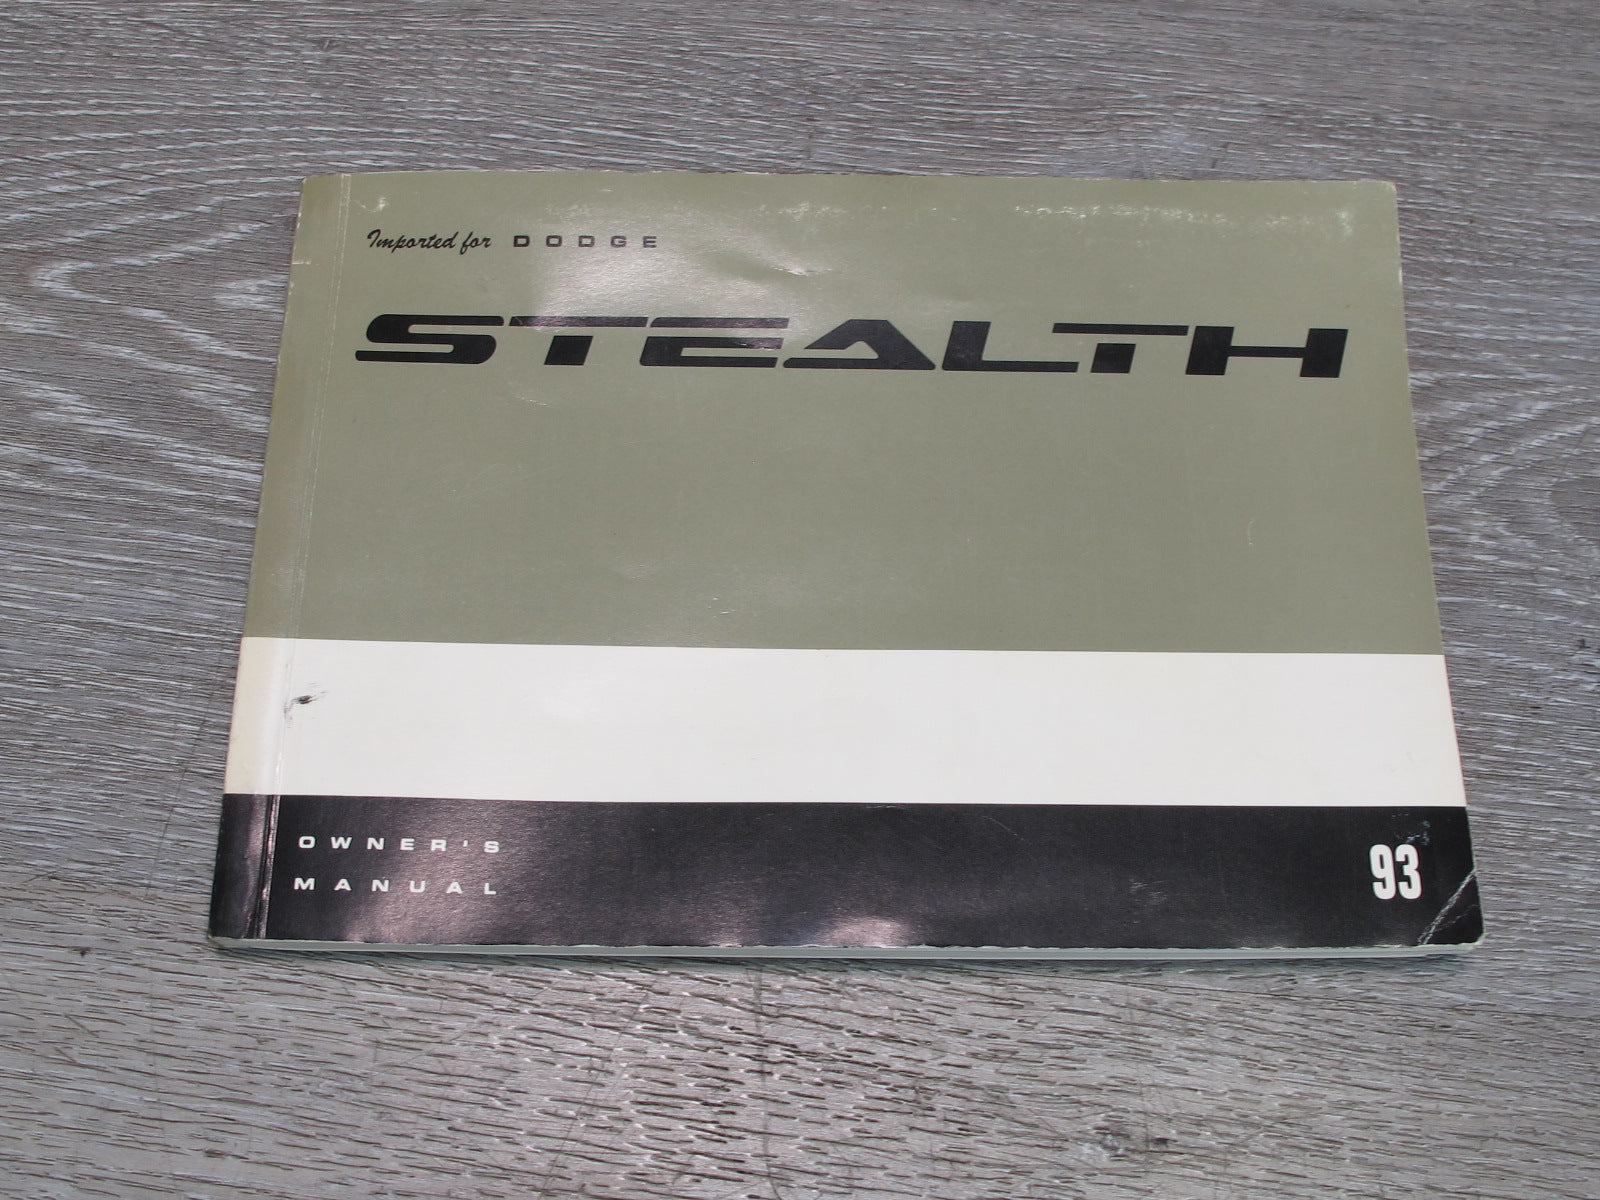 Imported for DODGE
STEALTH
OWNER'S
MANUAL
93